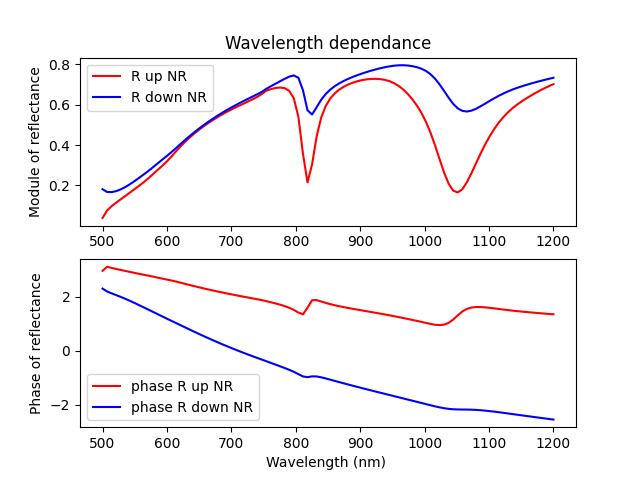 Wavelength dependance
Module of reflectance
0.8
0.6
0.4
0.2
R up NR
R down NR
500 600 700 800 900 1000 1100 1200
Phase of reflectance
2
0
−2
phase R up NR
phase R down NR
500 600 700 800 900 1000 1100 1200
Wavelength (nm)